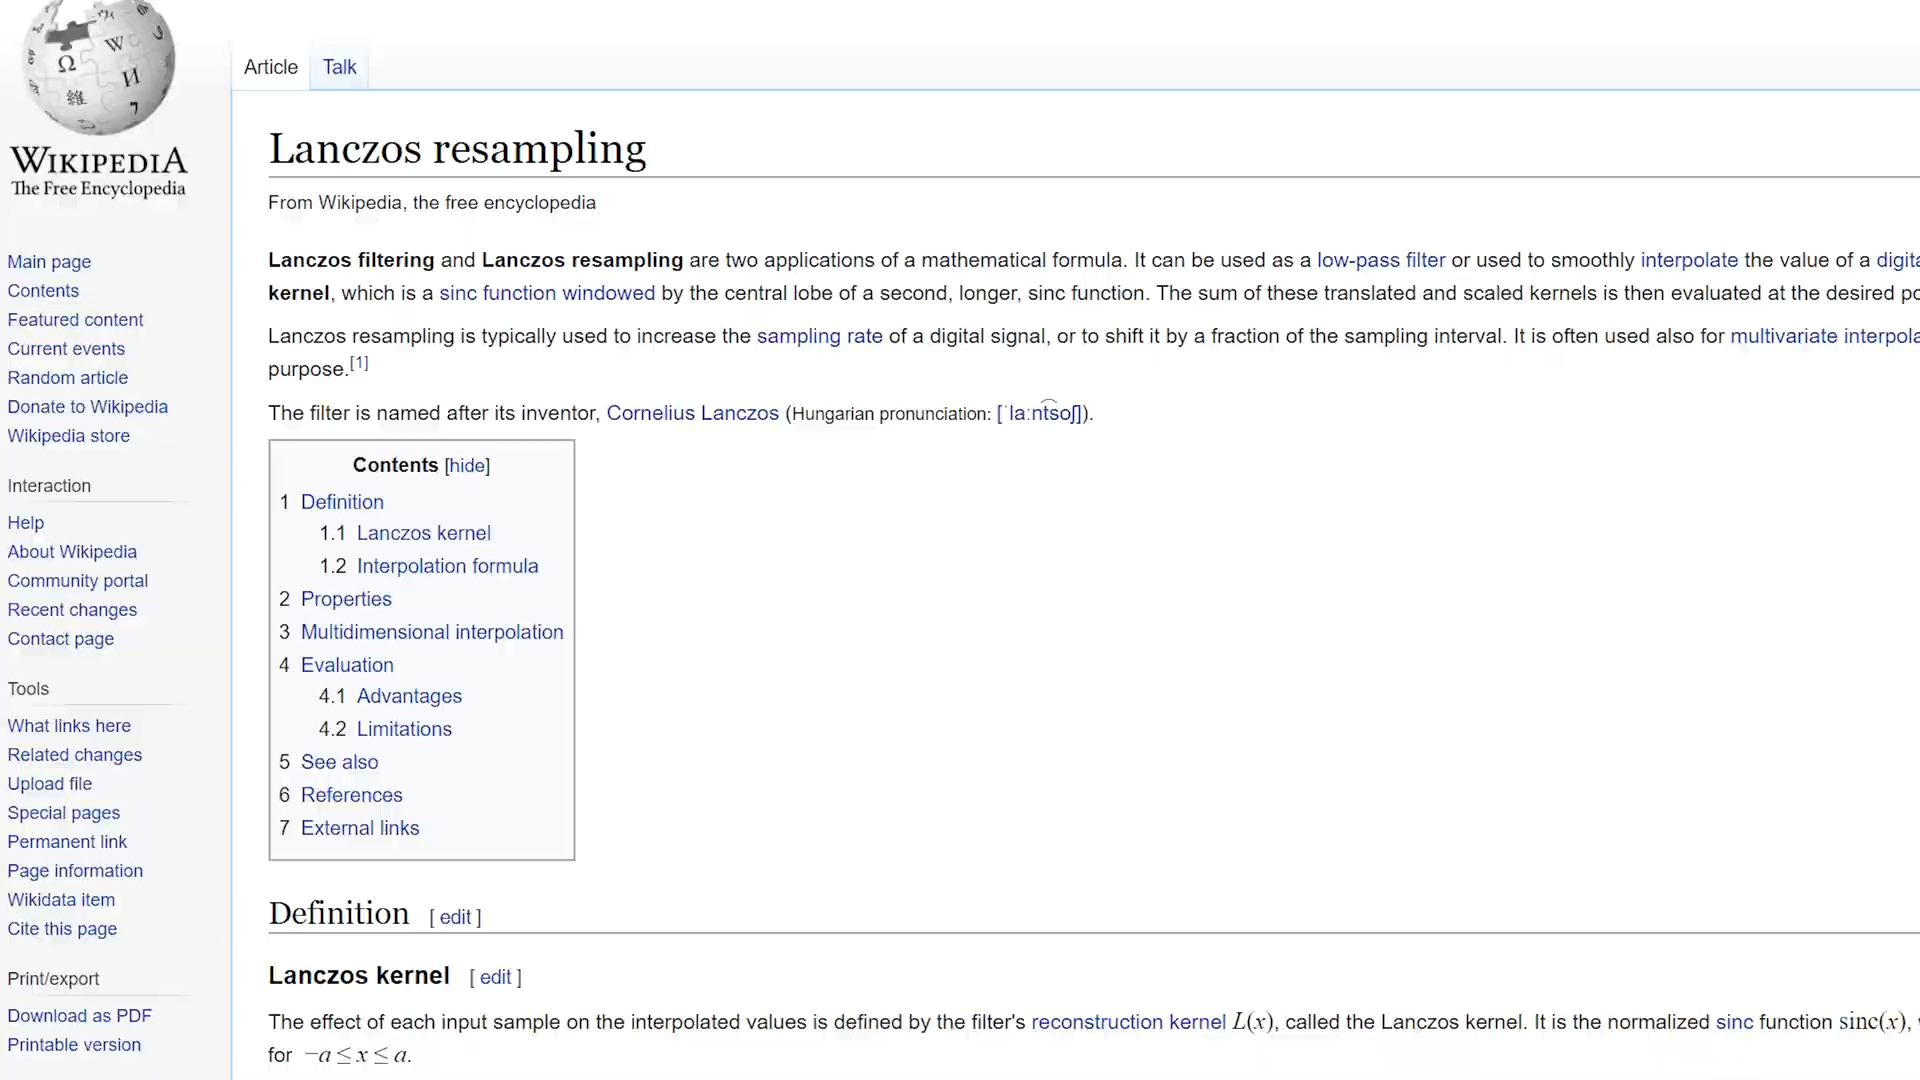 WIKIPEDIA
The Free Encyclopedia
Main page
Contents
Featured content
Current events
Random article
Donate to Wikipedia
Wikipedia store
Interaction
Help
About Wikipedia
Community portal
Recent changes
Contact page
Tools
What links here
Related changes
Upload file
Special pages
Permanent link
Page information
Wikidata item
Cite this page
Print/export
Download as PDF
Printable version
Article Talk
Lanczos resampling
From Wikipedia, the free encyclopedia
Lanczos filtering and Lanczos resampling are two applications of a mathematical formula. It can be used as a low-pass filter or used to smoothly interpolate the value of a
kernel, which is a sinc function windowed by the central lobe of a second, longer, sinc function. The sum of these translated and scaled kernels is then evaluated at the desired
Lanczos resampling is typically used to increase the sampling rate of a digital signal, or to shift it by a fraction of the sampling interval. It is often used also for multivariate
purpose.[1]
The filter is named after its inventor, Cornelius Lanczos (Hungarian pronunciation: [ˈlaːnt͡soʃ]).
Contents [hide]
1 Definition
1.1 Lanczos kernel
1.2 Interpolation formula
2 Properties
3 Multidimensional interpolation
4 Evaluation
4.1 Advantages
4.2 Limitations
5 See also
6 References
7 External links
Definition [ edit ]
Lanczos kernel [ edit ]
The effect of each input sample on the interpolated values is defined by the filter's reconstruction kernel L(x), called the Lanczos kernel. It is the normalized sinc function sinc(x),
for −a ≤ x ≤ a.